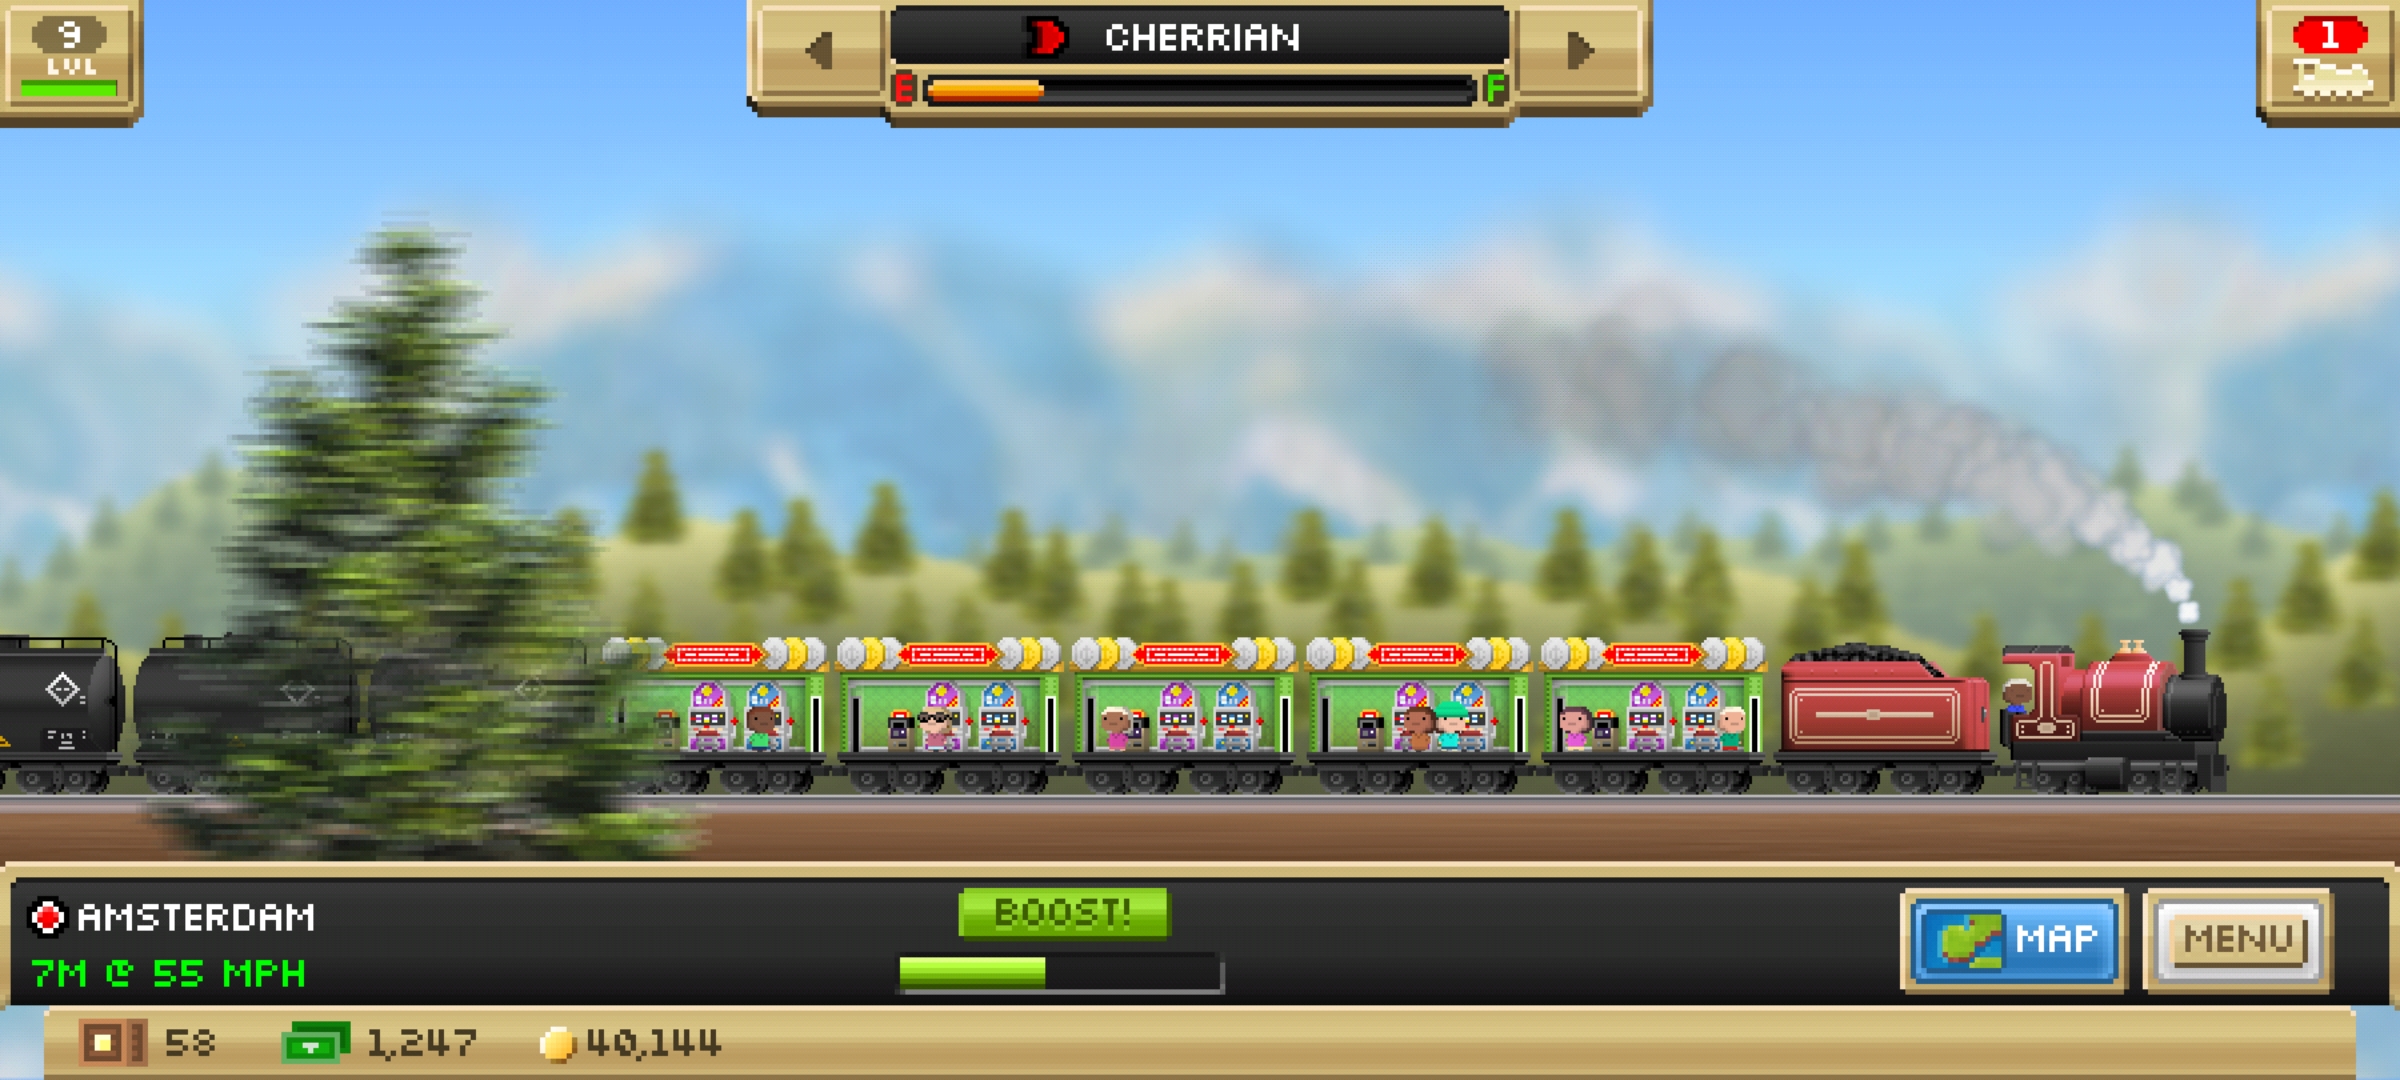 9
LVL
CHERRIAN
E
F
1
AMSTERDAM
7M @ 55 MPH
BOOST!
MAP
MENU
58
1,247
40,144